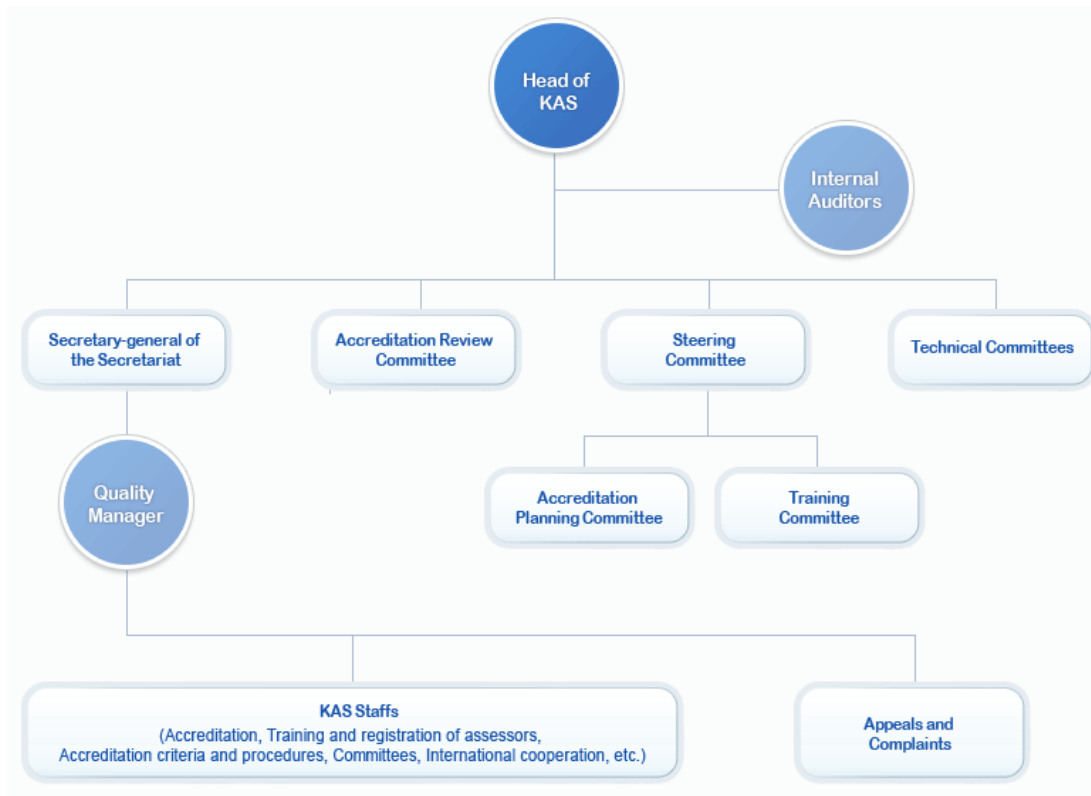 Head of
KAS
Internal
Auditors
Secretary-general of
the Secretariat
Accreditation Review
Committee
Steering
Committee
Technical Committees
Quality
Manager
Accreditation
Planning Committee
Training
Committee
KAS Staffs
(Accreditation, Training and registration of assessors,
Accreditation criteria and procedures, Committees, International cooperation, etc.)
Appeals and
Complaints